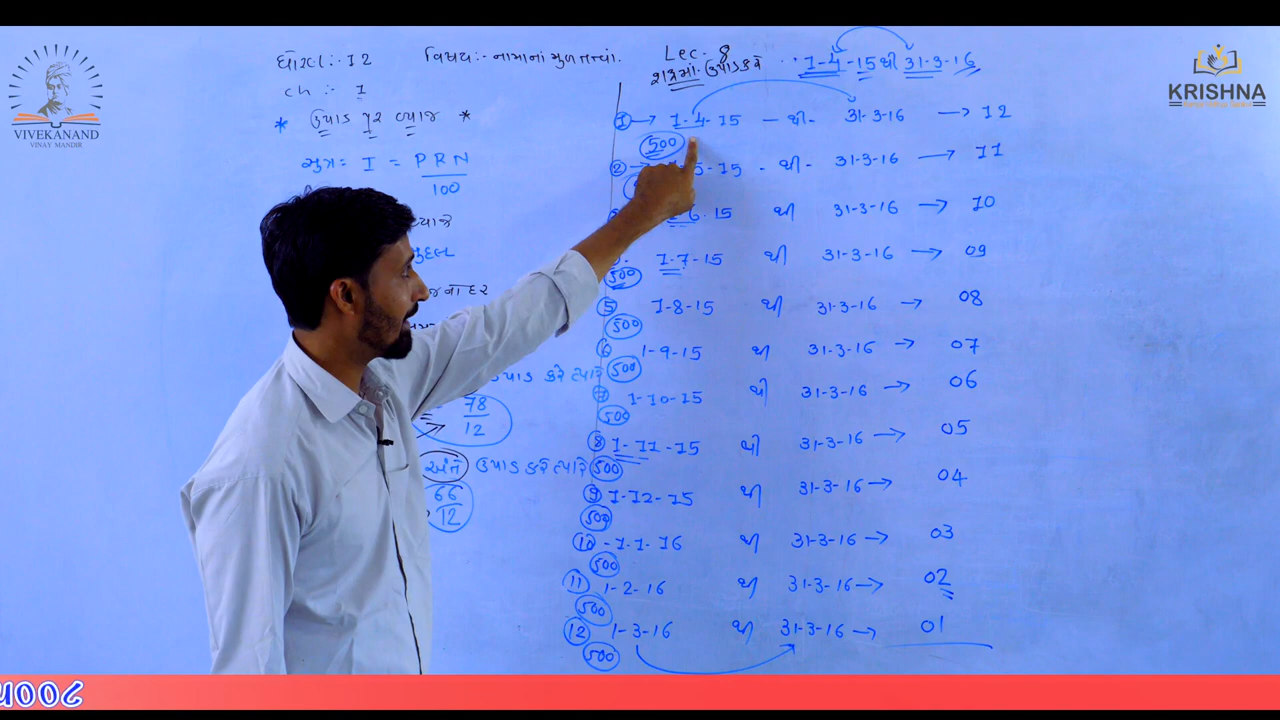 VIVEKANAND
VINAY MANDIR
KRISHNA
ધોરણ :- 12
વિષય :- નામાનાં મૂળતત્વો.
Lec - 8
ch :- 1
* ઉપાડ પર વ્યાજ *
સુત્ર: I = PRN
100
મુદ્દલ
ના દર
ઉપાડ કરે ત્યારે
78
12
અંતે ઉપાડ કરે ત્યારે
66
12
શરૂમાં ઉપાડ કરે
1-4-15 થી 31-3-16
① → 1-4-15 - થી - 31-3-16 → 12
500
② → 5-15 - થી - 31-3-16 → 11
6-15 થી 31-3-16 → 10
1-7-15 થી 31-3-16 → 09
500
5 1-8-15 થી 31-3-16 → 08
500
6 1-9-15 થી 31-3-16 → 07
500
7 1-10-15 થી 31-3-16 → 06
500
8 1-11-15 થી 31-3-16 → 05
500
9 1-12-15 થી 31-3-16 → 04
500
10 - 1-1-16 થી 31-3-16 → 03
500
11 1-2-16 થી 31-3-16 → 02
500
12 1-3-16 થી 31-3-16 → 01
500